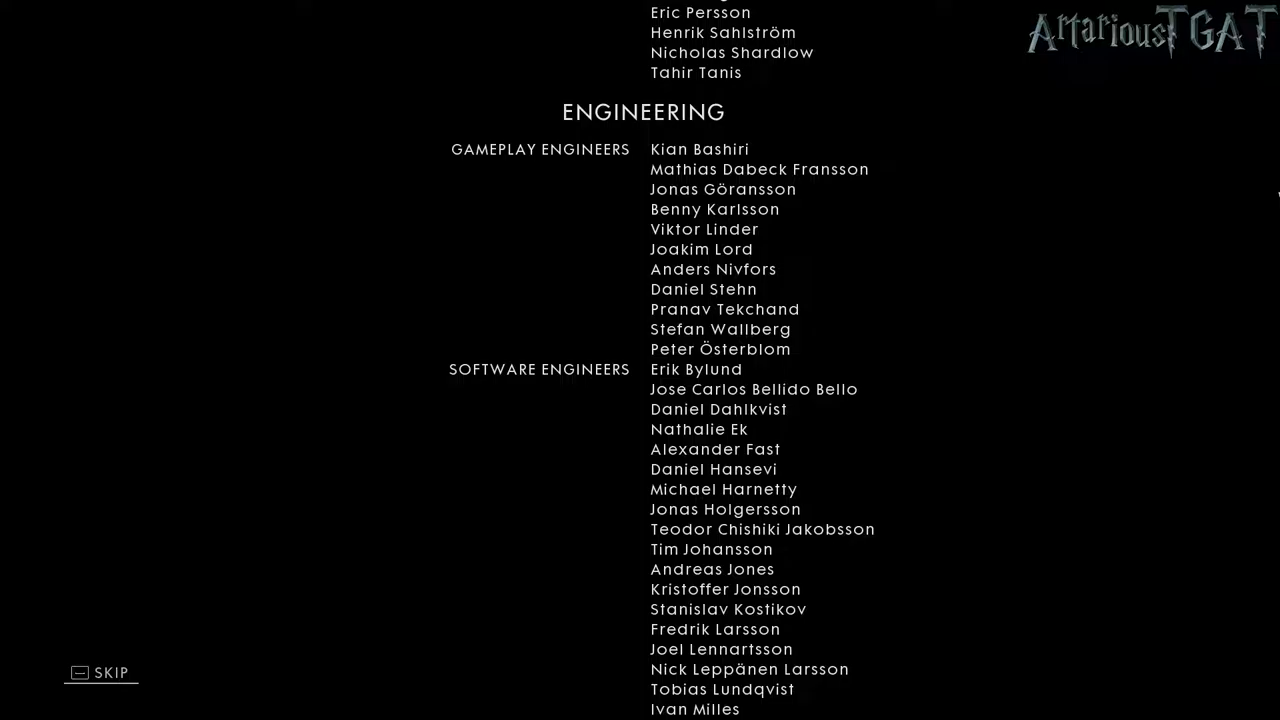 Eric Persson
Henrik Sahlström
Nicholas Shardlow
Tahir Tanis
ArtariousTGAT
ENGINEERING
GAMEPLAY ENGINEERS Kian Bashiri
Mathias Dabeck Fransson
Jonas Göransson
Benny Karlsson
Viktor Linder
Joakim Lord
Anders Nivfors
Daniel Stehn
Pranav Tekchand
Stefan Wallberg
Peter Österblom
SOFTWARE ENGINEERS Erik Bylund
Jose Carlos Bellido Bello
Daniel Dahlkvist
Nathalie Ek
Alexander Fast
Daniel Hansevi
Michael Harnetty
Jonas Holgersson
Teodor Chishiki Jakobsson
Tim Johansson
Andreas Jones
Kristoffer Jonsson
Stanislav Kostikov
Fredrik Larsson
Joel Lennartsson
Nick Leppänen Larsson
Tobias Lundqvist
Ivan Milles
SKIP